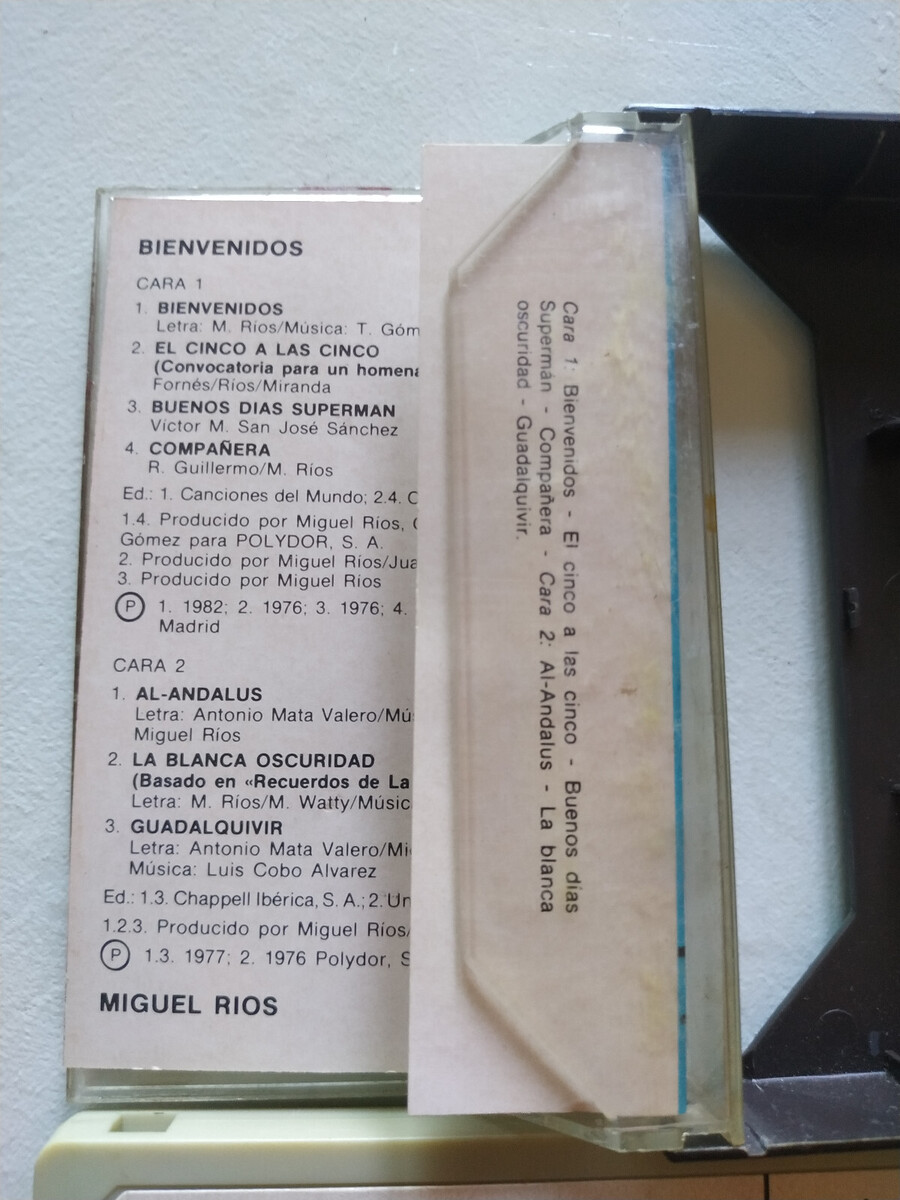 BIENVENIDOS
CARA 1
1. BIENVENIDOS
Letra: M. Ríos/Música: T. Góm
2. EL CINCO A LAS CINCO
(Convocatoria para un homena
Fornés/Ríos/Miranda
3. BUENOS DIAS SUPERMAN
Víctor M. San José Sánchez
4. COMPAÑERA
R. Guillermo/M. Ríos
Ed.: 1. Canciones del Mundo; 2.4. C
1.4. Producido por Miguel Ríos,
Gómez para POLYDOR, S. A.
2. Producido por Miguel Ríos/Jua
3. Producido por Miguel Ríos
P 1. 1982; 2. 1976; 3. 1976; 4.
Madrid
CARA 2
1. AL-ANDALUS
Letra: Antonio Mata Valero/Mú
Miguel Ríos
2. LA BLANCA OSCURIDAD
(Basado en «Recuerdos de La
Letra: M. Ríos/M. Watty/Músic
3. GUADALQUIVIR
Letra: Antonio Mata Valero/Mi
Música: Luis Cobo Alvarez
Ed.: 1.3. Chappell Ibérica, S. A.; 2. Un
1.2.3. Producido por Miguel Ríos/
P 1.3. 1977; 2. 1976 Polydor, S
MIGUEL RIOS
Cara 1: Bienvenidos - El cinco a las cinco - Buenos días
Supermán - Compañera - Cara 2: Al-Andalus - La blanca
oscuridad - Guadalquivir.